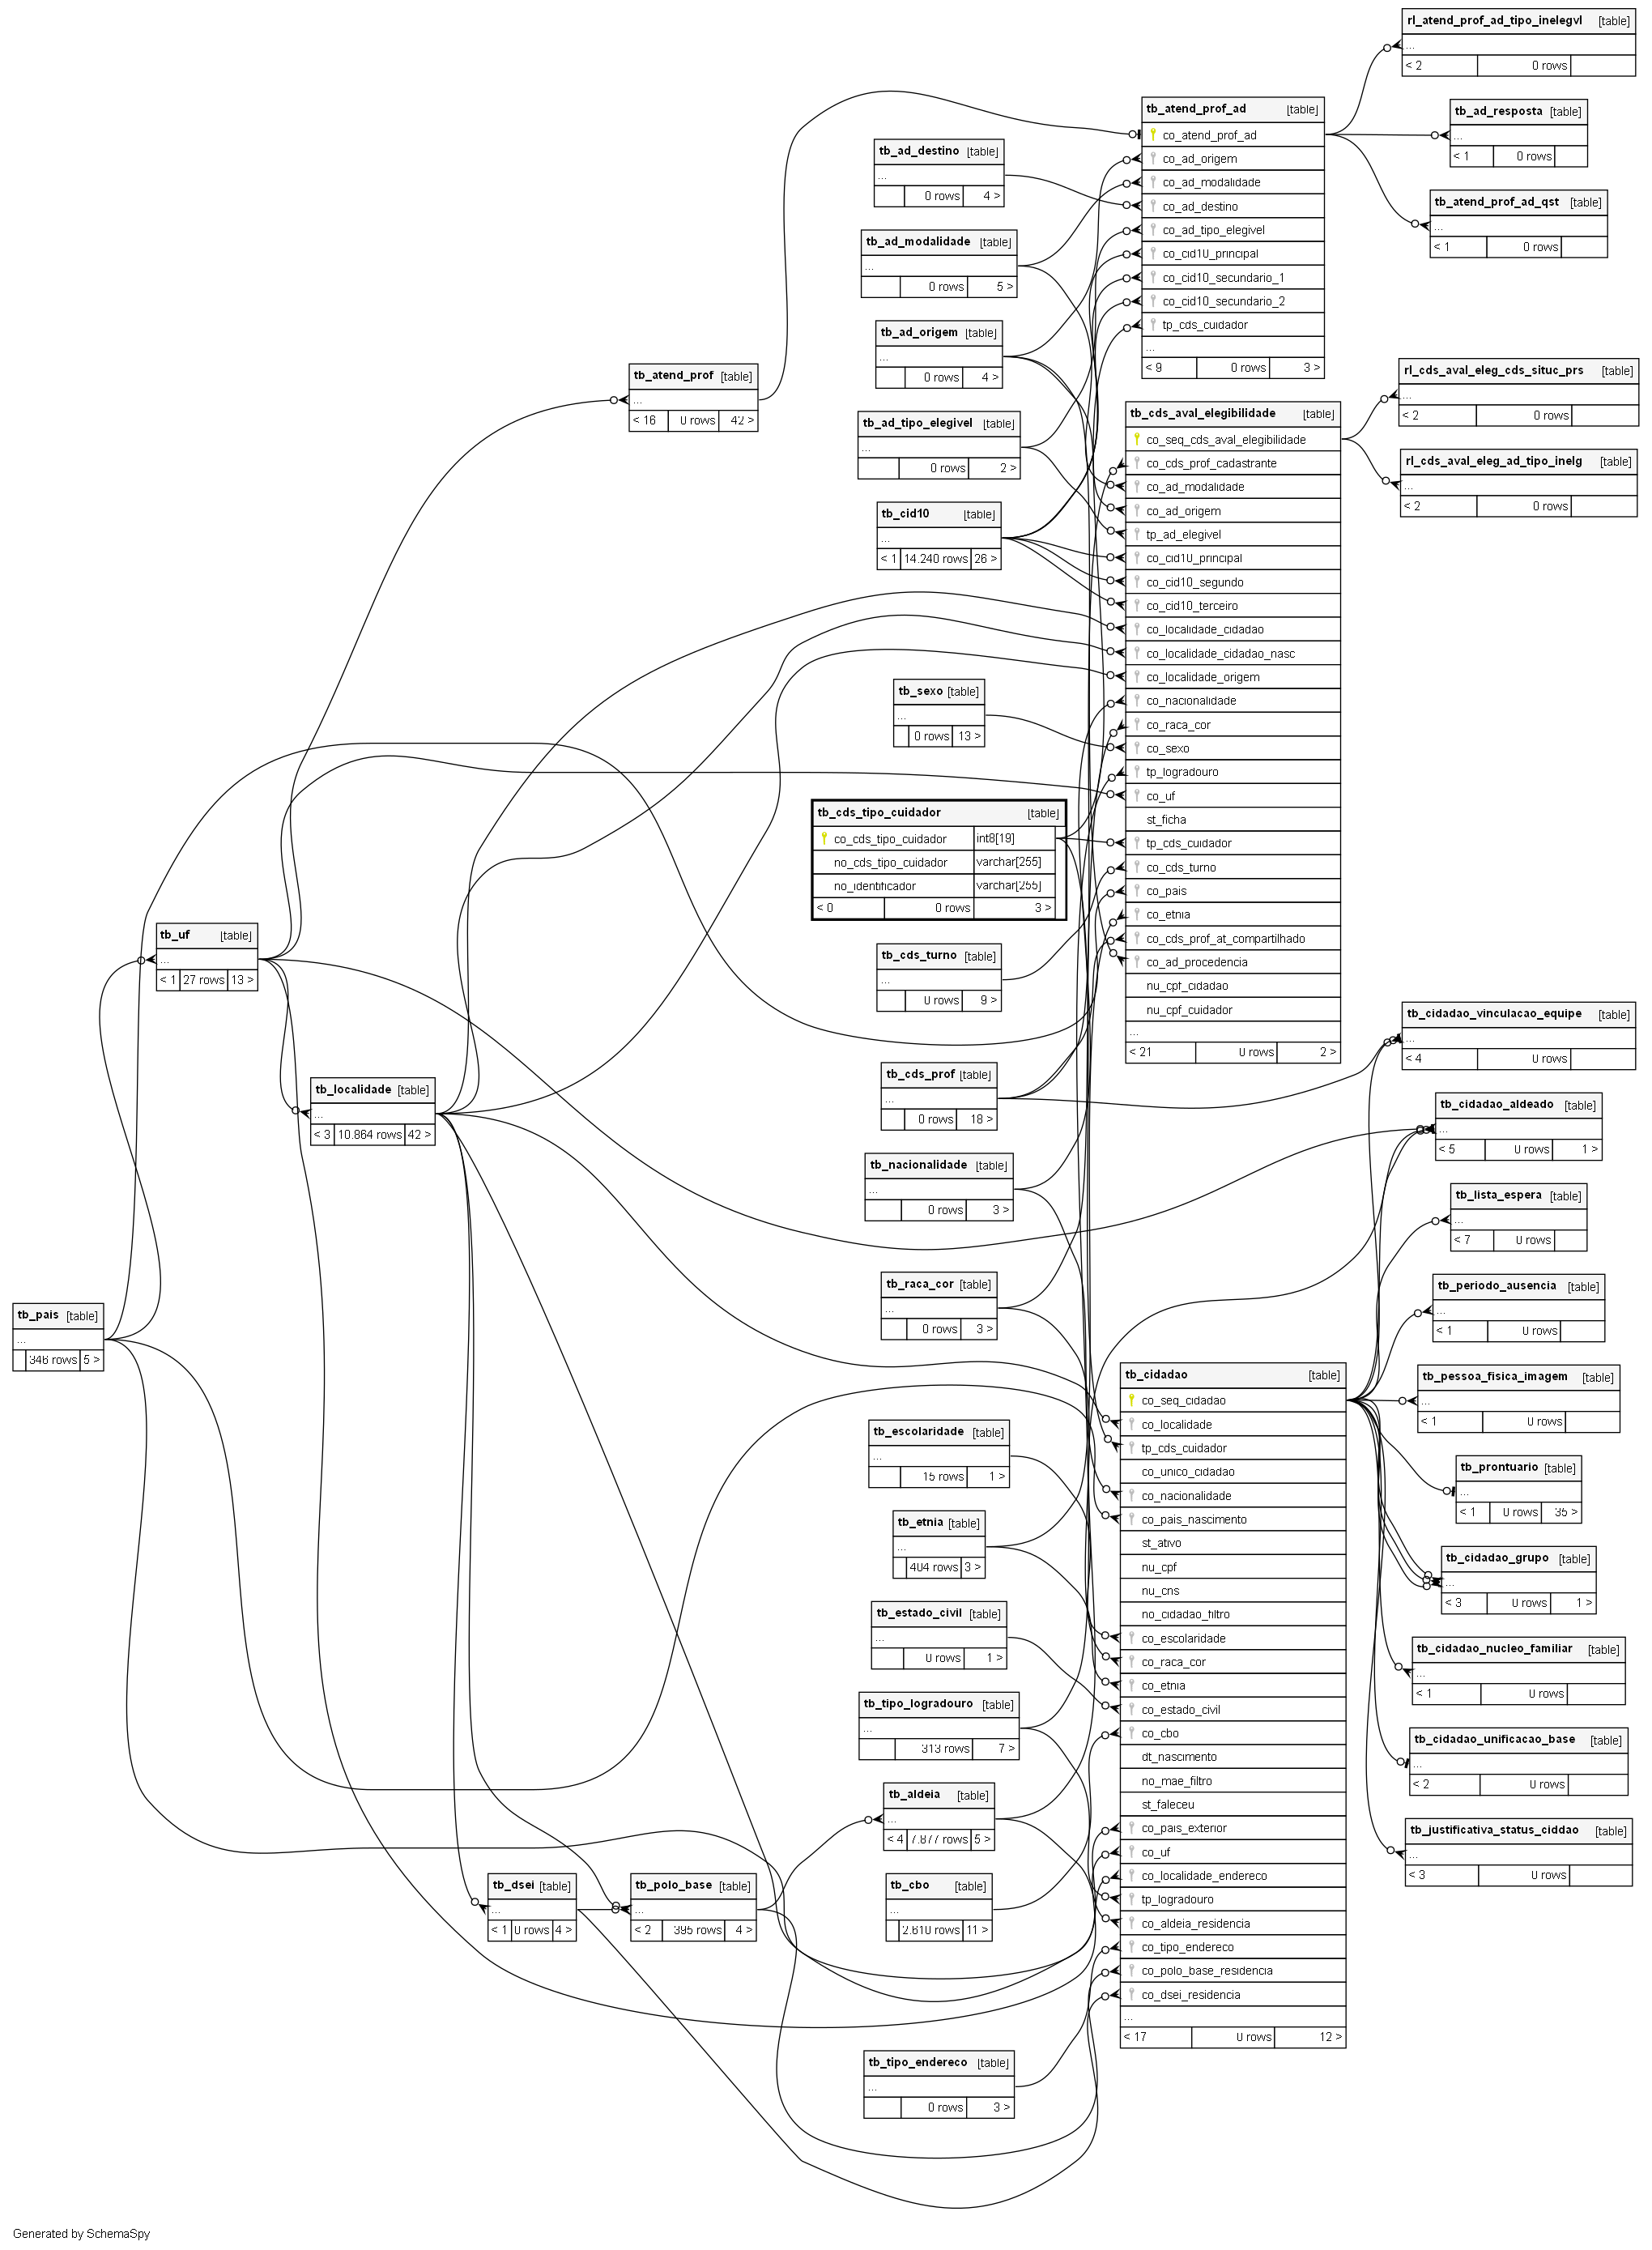 tb_pais [table]
...
346 rows 5 >
tb_uf [table]
...
< 1 27 rows 13 >
tb_localidade [table]
...
< 3 10.864 rows 42 >
tb_dsei [table]
...
< 1 0 rows 4 >
tb_atend_prof [table]
...
< 16 0 rows 42 >
tb_polo_base [table]
...
< 2 395 rows 4 >
tb_ad_destino [table]
...
0 rows 4 >
tb_ad_modalidade [table]
...
0 rows 5 >
tb_ad_origem [table]
...
0 rows 4 >
tb_ad_tipo_elegivel [table]
...
0 rows 2 >
tb_cid10 [table]
...
< 1 14.240 rows 26 >
tb_sexo [table]
...
0 rows 13 >
tb_cds_tipo_cuidador [table]
co_cds_tipo_cuidador int8[19]
no_cds_tipo_cuidador varchar[255]
no_identificador varchar[255]
< 0 0 rows 3 >
tb_cds_turno [table]
...
0 rows 9 >
tb_cds_prof [table]
...
0 rows 18 >
tb_nacionalidade [table]
...
0 rows 3 >
tb_raca_cor [table]
...
0 rows 3 >
tb_escolaridade [table]
...
15 rows 1 >
tb_etnia [table]
...
404 rows 3 >
tb_estado_civil [table]
...
0 rows 1 >
tb_tipo_logradouro [table]
...
313 rows 7 >
tb_aldeia [table]
...
< 4 7.877 rows 5 >
tb_cbo [table]
...
2.610 rows 11 >
tb_tipo_endereco [table]
...
0 rows 3 >
tb_atend_prof_ad [table]
co_atend_prof_ad
co_ad_origem
co_ad_modalidade
co_ad_destino
co_ad_tipo_elegivel
co_cid10_principal
co_cid10_secundario_1
co_cid10_secundario_2
tp_cds_cuidador
...
< 9 0 rows 3 >
tb_cds_aval_elegibilidade [table]
co_seq_cds_aval_elegibilidade
co_cds_prof_cadastrante
co_ad_modalidade
co_ad_origem
tp_ad_elegivel
co_cid10_principal
co_cid10_segundo
co_cid10_terceiro
co_localidade_cidadao
co_localidade_cidadao_nasc
co_localidade_origem
co_nacionalidade
co_raca_cor
co_sexo
tp_logradouro
co_uf
st_ficha
tp_cds_cuidador
co_cds_turno
co_pais
co_etnia
co_cds_prof_at_compartilhado
co_ad_procedencia
nu_cpf_cidadao
nu_cpf_cuidador
...
< 21 0 rows 2 >
tb_cidadao [table]
co_seq_cidadao
co_localidade
tp_cds_cuidador
co_unico_cidadao
co_nacionalidade
co_pais_nascimento
st_ativo
nu_cpf
nu_cns
no_cidadao_filtro
co_escolaridade
co_raca_cor
co_etnia
co_estado_civil
co_cbo
dt_nascimento
no_mae_filtro
st_faleceu
co_pais_exterior
co_uf
co_localidade_endereco
tp_logradouro
co_aldeia_residencia
co_tipo_endereco
co_polo_base_residencia
co_dsei_residencia
...
< 17 0 rows 12 >
rl_atend_prof_ad_tipo_inelegvl [table]
...
< 2 0 rows
tb_ad_resposta [table]
...
< 1 0 rows
tb_atend_prof_ad_qst [table]
...
< 1 0 rows
rl_cds_aval_eleg_cds_situc_prs [table]
...
< 2 0 rows
rl_cds_aval_eleg_ad_tipo_inelg [table]
...
< 2 0 rows
tb_cidadao_vinculacao_equipe [table]
...
< 4 0 rows
tb_cidadao_aldeado [table]
...
< 5 0 rows 1 >
tb_lista_espera [table]
...
< 7 0 rows
tb_periodo_ausencia [table]
...
< 1 0 rows
tb_pessoa_fisica_imagem [table]
...
< 1 0 rows
tb_prontuario [table]
...
< 1 0 rows 35 >
tb_cidadao_grupo [table]
...
< 3 0 rows 1 >
tb_cidadao_nucleo_familiar [table]
...
< 1 0 rows
tb_cidadao_unificacao_base [table]
...
< 2 0 rows
tb_justificativa_status_ciddao [table]
...
< 3 0 rows
Generated by SchemaSpy